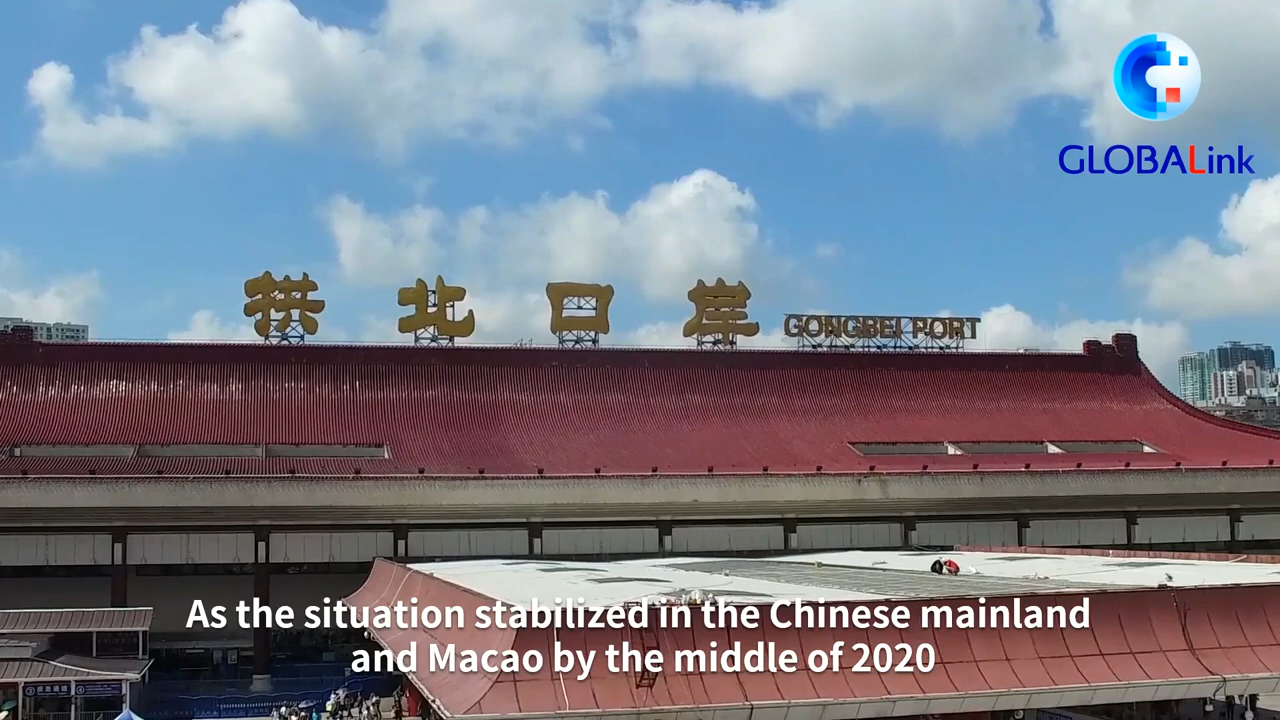 GLOBALink
拱北口岸
GONGBEI PORT
As the situation stabilized in the Chinese mainland
and Macao by the middle of 2020